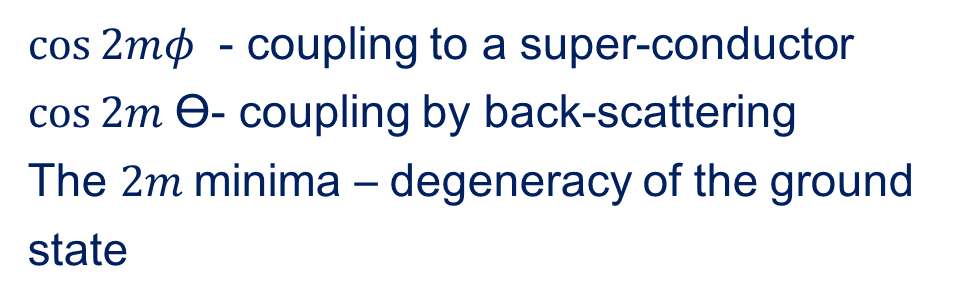 cos 2mϕ - coupling to a super-conductor
cos 2m ϴ- coupling by back-scattering
The 2m minima – degeneracy of the ground
state